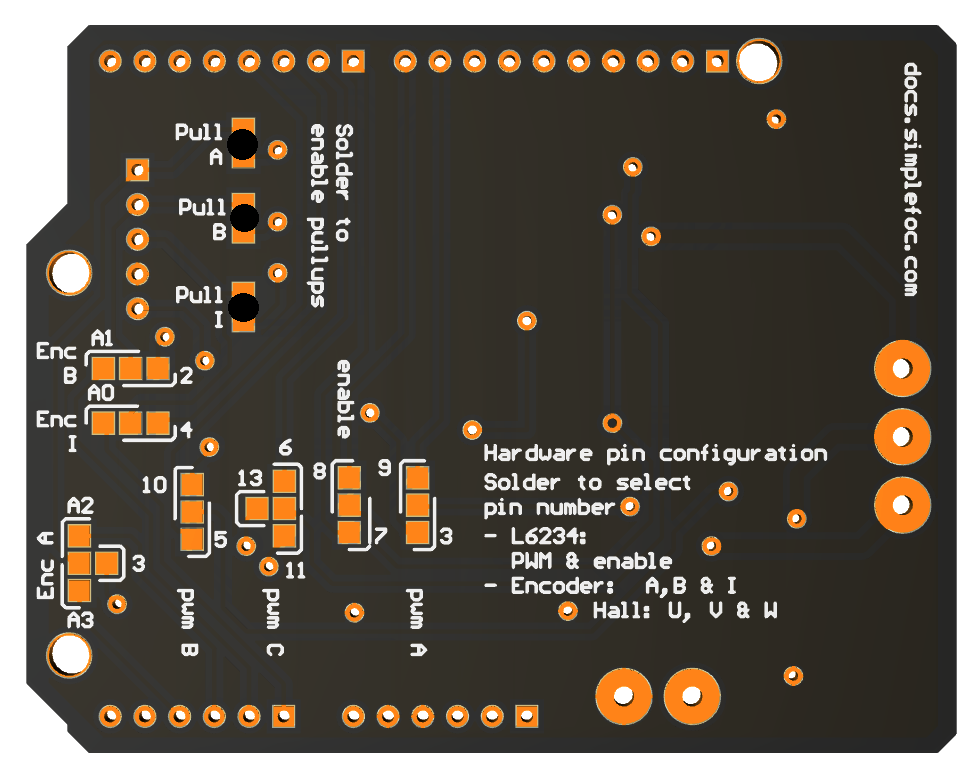 docs.simplefoc.com
Pull
A
Solder to
enable pullups
Pull
B
Pull
I
A1
Enc
B
2
A0
Enc
I
4
enable
6
Hardware pin configuration
10
13
8
9
Solder to select
pin number
A2
5
7
3
- L6234:
PWM & enable
A
Enc
3
11
- Encoder: A,B & I
A3
Hall: U, V & W
pwm B
pwm C
pwm A